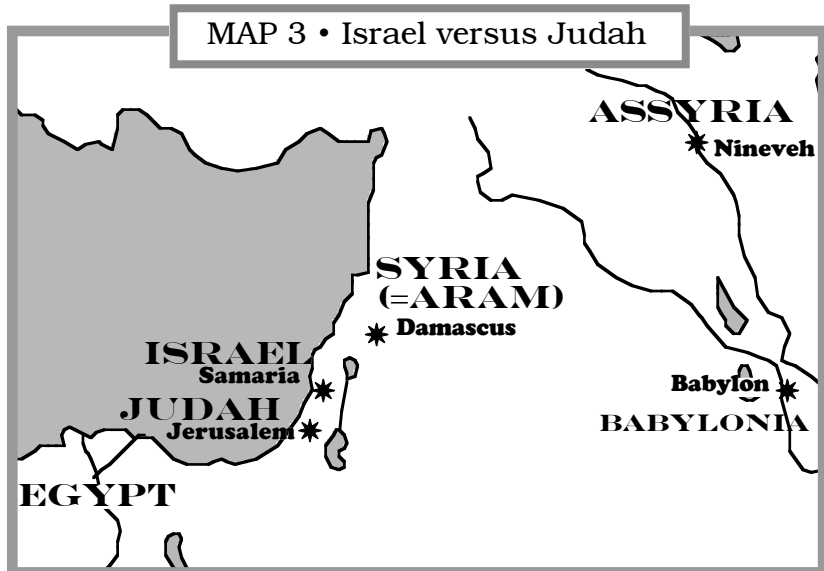 MAP 3 • Israel versus Judah
ASSYRIA
Nineveh
SYRIA
(=ARAM)
Damascus
ISRAEL
Samaria
JUDAH
Jerusalem
Babylon
BABYLONIA
EGYPT